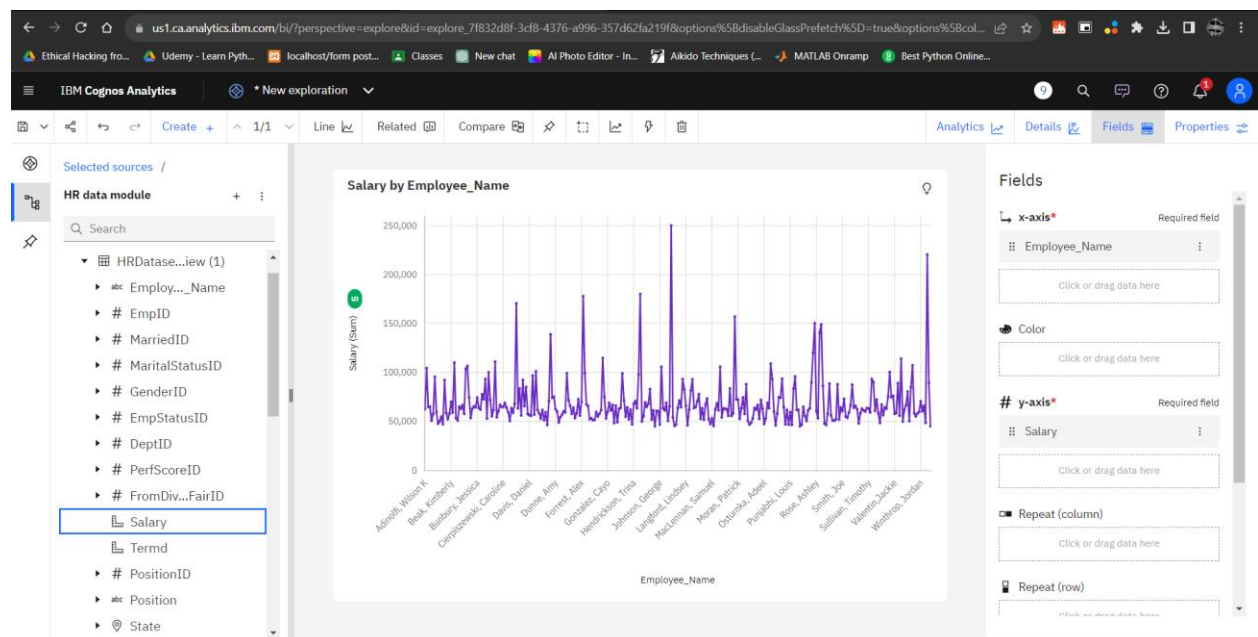 us1.ca.analytics.ibm.com/bi/?perspective=explore&id=explore_7f832d8f-3cf8-4376-a996-357d62fa219f&options%5BdisableGlassPrefetch%5D=true&options%5Bcol...
Ethical Hacking fro... Udemy - Learn Pyth... localhost/form post... Classes New chat AI Photo Editor - In... Aikido Techniques (... MATLAB Onramp Best Python Online...
IBM Cognos Analytics * New exploration 9 1
Create + 1/1 Line Related Compare Analytics Details Fields Properties
Selected sources /
HR data module
Search
HRDatase...iew (1)
abc Employ..._Name
# EmpID
# MarriedID
# MaritalStatusID
# GenderID
# EmpStatusID
# DeptID
# PerfScoreID
# FromDiv...FairID
Salary
Termd
# PositionID
abc Position
State
Salary by Employee_Name
250,000
200,000
150,000
100,000
50,000
0
Salary (Sum)
Adinolfi, Wilson K
Beak, Kimberly
Bunbury, Jessica
Cierpiszewski, Caroline
Davis, Daniel
Dunne, Amy
Forrest, Alex
Gonzalez, Cayo
Hendrickson, Trina
Johnson, George
Langford, Lindsey
MacLennan, Samuel
Moran, Patrick
Osturnka, Adeel
Punjabhi, Louis
Rose, Ashley
Smith, Joe
Sullivan, Timothy
Valentin,Jackie
Winthrop, Jordan
Employee_Name
Fields
x-axis* Required field
Employee_Name
Click or drag data here
Color
Click or drag data here
# y-axis* Required field
Salary
Click or drag data here
Repeat (column)
Click or drag data here
Repeat (row)
Click or drag data here